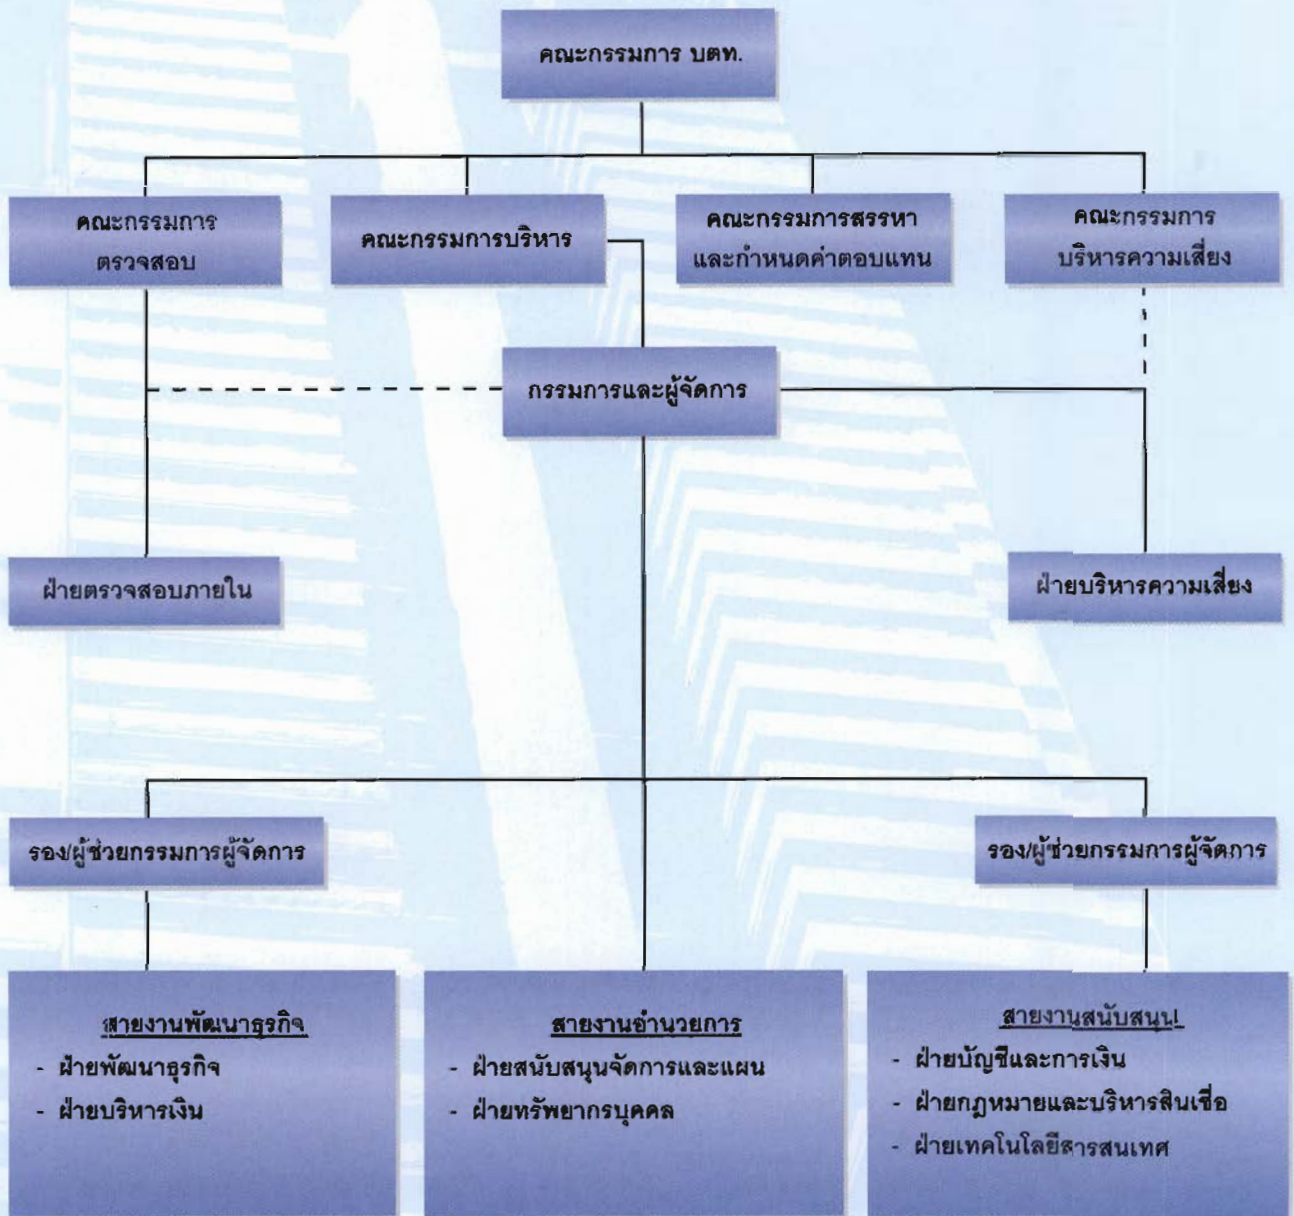 คณะกรรมการ บตท.
คณะกรรมการ
ตรวจสอบ
คณะกรรมการบริหาร
คณะกรรมการสรรหา
และกำหนดค่าตอบแทน
คณะกรรมการ
บริหารความเสี่ยง
กรรมการและผู้จัดการ
ฝ่ายตรวจสอบภายใน
ฝ่ายบริหารความเสี่ยง
รอง/ผู้ช่วยกรรมการผู้จัดการ
รอง/ผู้ช่วยกรรมการผู้จัดการ
สายงานพัฒนาธุรกิจ
- ฝ่ายพัฒนาธุรกิจ
- ฝ่ายบริหารเงิน
สายงานอำนวยการ
- ฝ่ายสนับสนุนจัดการและแผน
- ฝ่ายทรัพยากรบุคคล
สายงานสนับสนุน
- ฝ่ายบัญชีและการเงิน
- ฝ่ายกฎหมายและบริหารสินเชื่อ
- ฝ่ายเทคโนโลยีสารสนเทศ